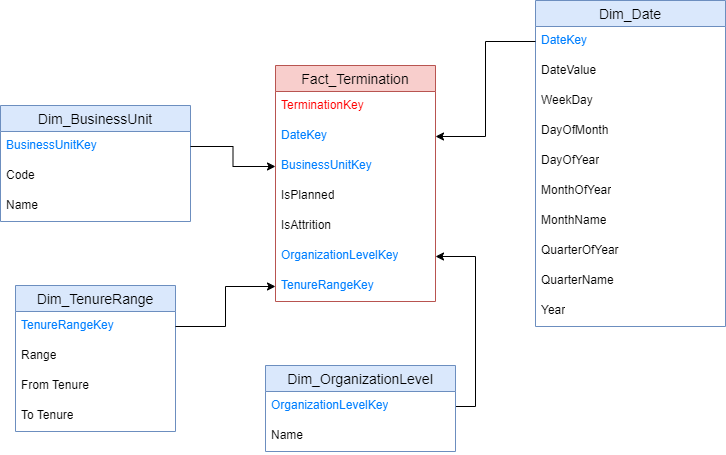 Dim_Date
DateKey
DateValue
WeekDay
DayOfMonth
DayOfYear
MonthOfYear
MonthName
QuarterOfYear
QuarterName
Year
Fact_Termination
TerminationKey
DateKey
BusinessUnitKey
IsPlanned
IsAttrition
OrganizationLevelKey
TenureRangeKey
Dim_BusinessUnit
BusinessUnitKey
Code
Name
Dim_TenureRange
TenureRangeKey
Range
From Tenure
To Tenure
Dim_OrganizationLevel
OrganizationLevelKey
Name